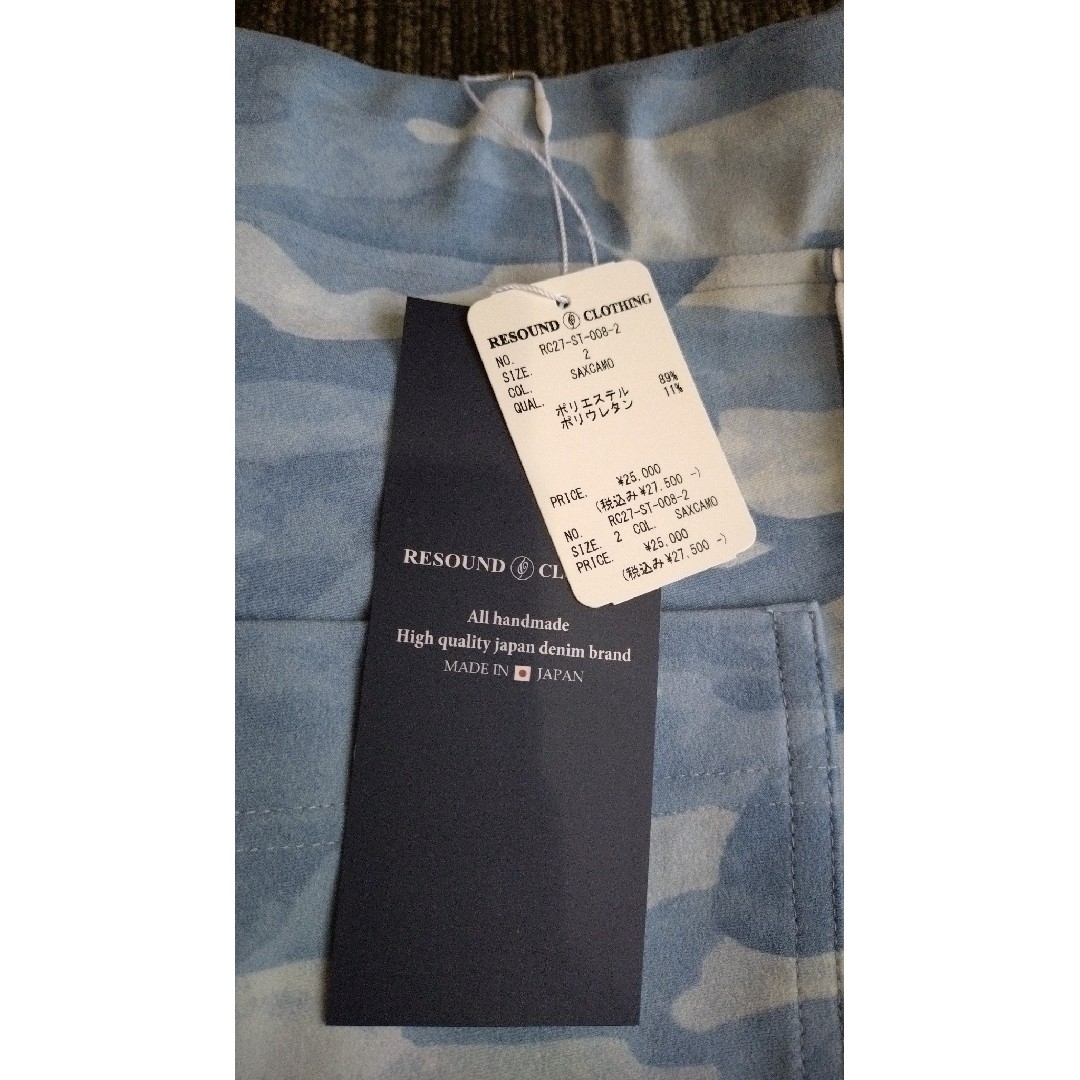 RESOUND CLOTHING
NO. RC27-ST-008-2
SIZE. 2
COL. SAXCAMO
QUAL. ポリエステル 89%
ポリウレタン 11%
PRICE. ¥25.000
(税込み¥27.500 -)
NO. RC27-ST-008-2
SIZE. 2 COL. SAXCAMO
PRICE. ¥25.000
(税込み¥27.500 -)
RESOUND CL
All handmade
High quality japan denim brand
MADE IN JAPAN